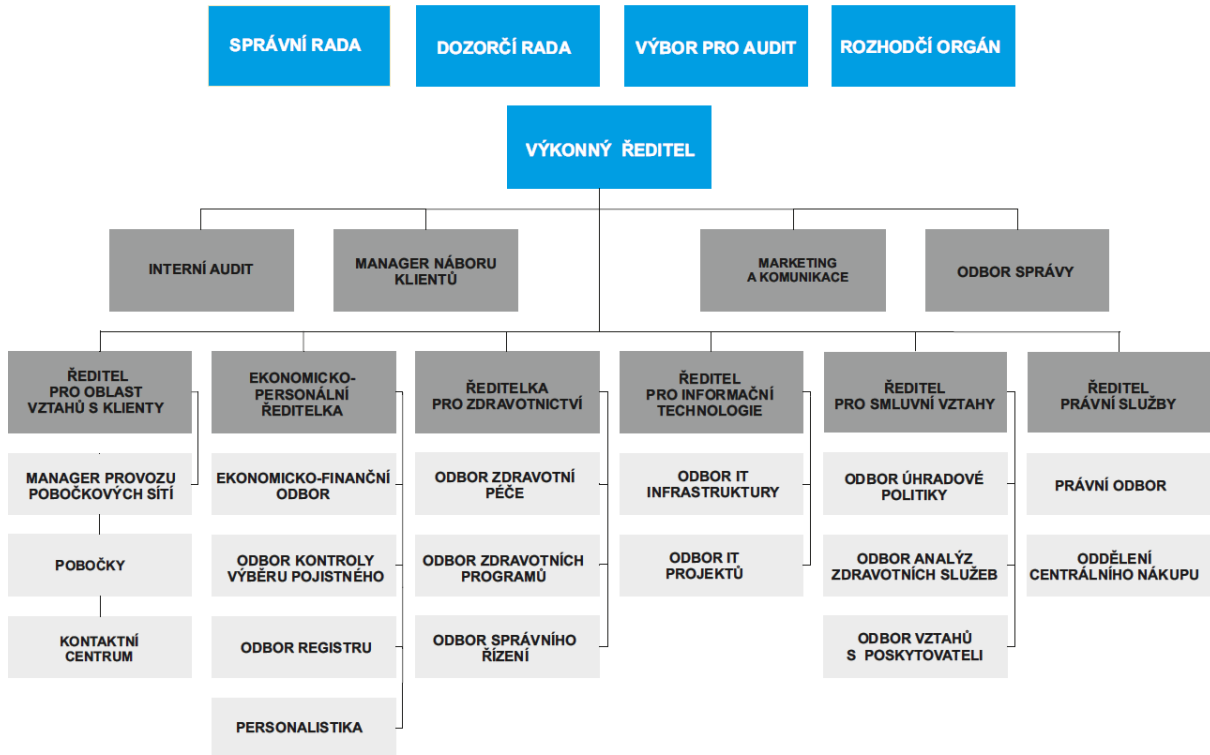 SPRÁVNÍ RADA
DOZORČÍ RADA
VÝBOR PRO AUDIT
ROZHODČÍ ORGÁN
VÝKONNÝ ŘEDITEL
INTERNÍ AUDIT
MANAGER NÁBORU
KLIENTŮ
MARKETING
A KOMUNIKACE
ODBOR SPRÁVY
ŘEDITEL
PRO OBLAST
VZTAHŮ S KLIENTY
EKONOMICKO-
PERSONÁLNÍ
ŘEDITELKA
ŘEDITELKA
PRO ZDRAVOTNICTVÍ
ŘEDITEL
PRO INFORMAČNÍ
TECHNOLOGIE
ŘEDITEL
PRO SMLUVNÍ VZTAHY
ŘEDITEL
PRÁVNÍ SLUŽBY
MANAGER PROVOZU
POBOČKOVÝCH SÍTÍ
EKONOMICKO-FINANČNÍ
ODBOR
ODBOR ZDRAVOTNÍ
PÉČE
ODBOR IT
INFRASTRUKTURY
ODBOR ÚHRADOVÉ
POLITIKY
PRÁVNÍ ODBOR
POBOČKY
ODBOR KONTROLY
VÝBĚRU POJISTNÉHO
ODBOR ZDRAVOTNÍCH
PROGRAMŮ
ODBOR IT
PROJEKTŮ
ODBOR ANALÝZ
ZDRAVOTNÍCH SLUŽEB
ODDĚLENÍ
CENTRÁLNÍHO NÁKUPU
KONTAKTNÍ
CENTRUM
ODBOR REGISTRU
ODBOR SPRÁVNÍHO
ŘÍZENÍ
ODBOR VZTAHŮ
S POSKYTOVATELI
PERSONALISTIKA